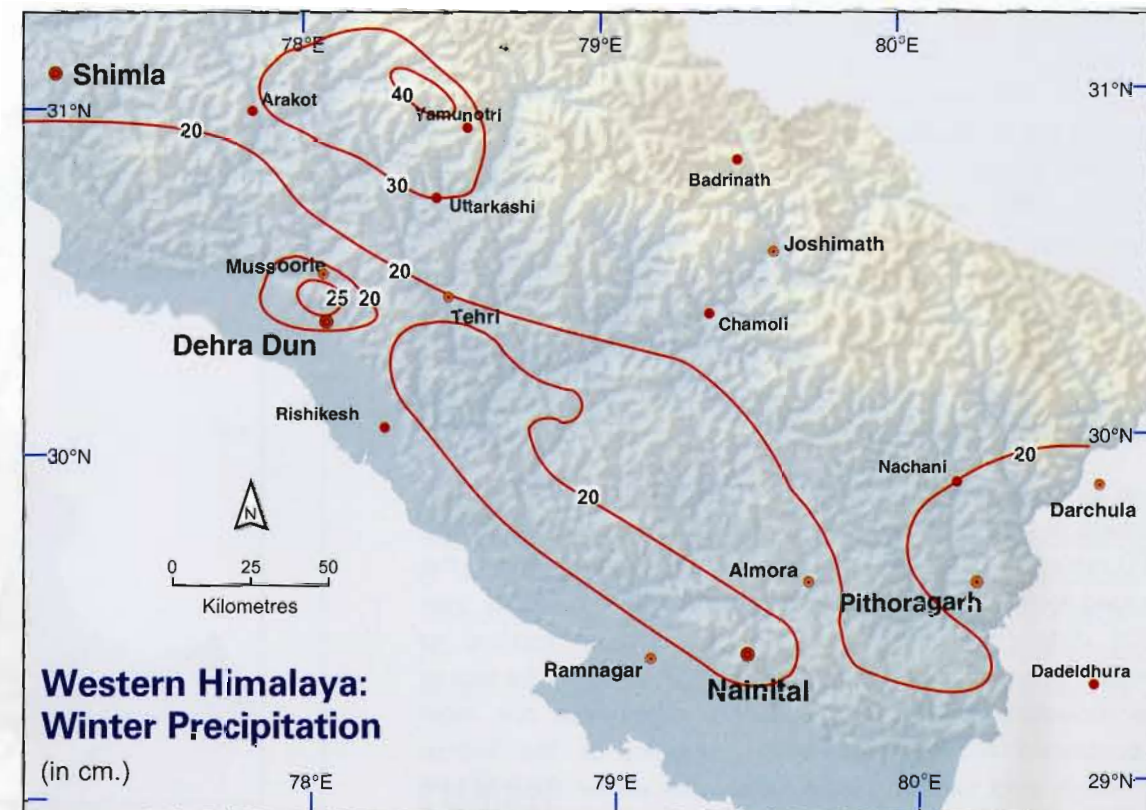 78°E
79°E
80°E
Shimla
31°N
31°N
Arakot
40
Yamunotri
20
Badrinath
30
Uttarkashi
Joshimath
Mussoorie
20
25
20
Tehri
Chamoli
Dehra Dun
Rishikesh
30°N
30°N
20
Nachani
20
Darchula
N
0 25 50
Kilometres
Almora
Pithoragarh
Ramnagar
Nainital
Dadeldhura
Western Himalaya:
Winter Precipitation
(in cm.)
78°E
79°E
80°E
29°N